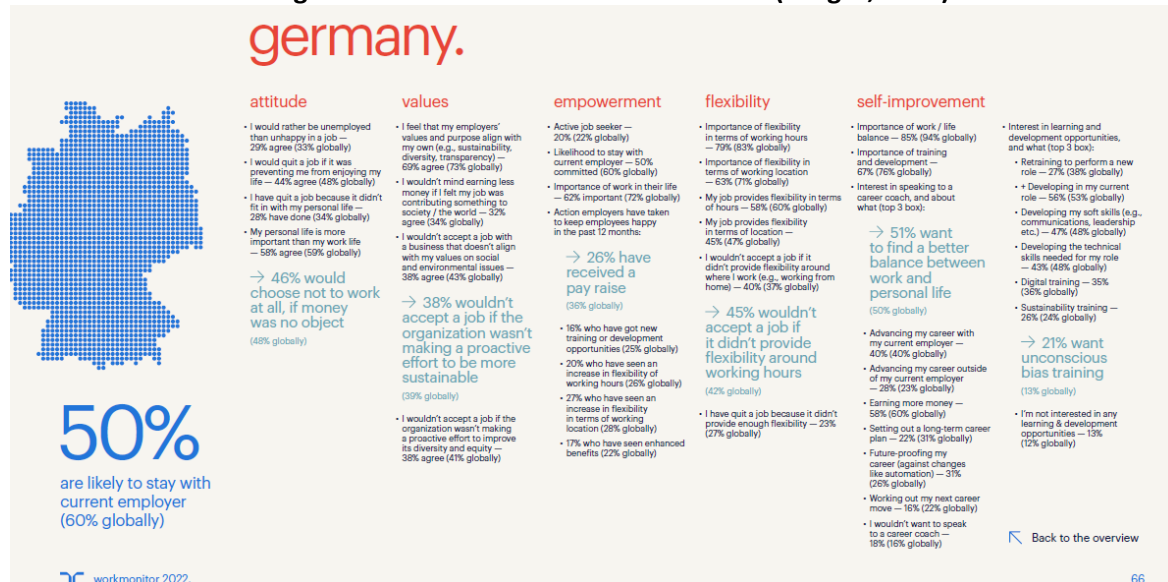 germany.
50%
are likely to stay with
current employer
(60% globally)
attitude
• I would rather be unemployed
than unhappy in a job —
29% agree (33% globally)
• I would quit a job if it was
preventing me from enjoying my
life — 44% agree (48% globally)
• I have quit a job because it didn't
fit in with my personal life —
28% have done (34% globally)
• My personal life is more
important than my work life
— 58% agree (59% globally)
→ 46% would
choose not to work
at all, if money
was no object
(48% globally)
values
• I feel that my employers'
values and purpose align with
my own (e.g., sustainability,
diversity, transparency) —
69% agree (73% globally)
• I wouldn't mind earning less
money if I felt my job was
contributing something to
society / the world — 32%
agree (34% globally)
• I wouldn't accept a job with
a business that doesn't align
with my values on social
and environmental issues —
38% agree (43% globally)
→ 38% wouldn't
accept a job if the
organization wasn't
making a proactive
effort to be more
sustainable
(39% globally)
• I wouldn't accept a job if the
organization wasn't making
a proactive effort to improve
its diversity and equity —
38% agree (41% globally)
empowerment
• Active job seeker —
20% (22% globally)
• Likelihood to stay with
current employer — 50%
committed (60% globally)
• Importance of work in their life
— 62% important (72% globally)
• Action employers have taken
to keep employees happy
in the past 12 months:
→ 26% have
received a
pay raise
(36% globally)
• 16% who have got new
training or development
opportunities (25% globally)
• 20% who have seen an
increase in flexibility of
working hours (26% globally)
• 27% who have seen an
increase in flexibility
in terms of working
location (28% globally)
• 17% who have seen enhanced
benefits (22% globally)
flexibility
• Importance of flexibility
in terms of working hours
— 79% (83% globally)
• Importance of flexibility in
terms of working location
— 63% (71% globally)
• My job provides flexibility in terms
of hours — 58% (60% globally)
• My job provides flexibility
in terms of location —
45% (47% globally)
• I wouldn't accept a job if it
didn't provide flexibility around
where I work (e.g., working from
home) — 40% (37% globally)
→ 45% wouldn't
accept a job if
it didn't provide
flexibility around
working hours
(42% globally)
• I have quit a job because it didn't
provide enough flexibility — 23%
(27% globally)
self-improvement
• Importance of work / life
balance — 85% (94% globally)
• Importance of training
and development —
67% (76% globally)
• Interest in speaking to a
career coach, and about
what (top 3 box):
→ 51% want
to find a better
balance between
work and
personal life
(50% globally)
• Advancing my career with
my current employer —
40% (40% globally)
• Advancing my career outside
of my current employer
— 28% (23% globally)
• Earning more money —
58% (60% globally)
• Setting out a long-term career
plan — 22% (31% globally)
• Future-proofing my
career (against changes
like automation) — 31%
(26% globally)
• Working out my next career
move — 16% (22% globally)
• I wouldn't want to speak
to a career coach —
18% (16% globally)
• Interest in learning and
development opportunities,
and what (top 3 box):
• Retraining to perform a new
role — 27% (38% globally)
• + Developing in my current
role — 56% (53% globally)
• Developing my soft skills (e.g.,
communications, leadership
etc.) — 47% (48% globally)
• Developing the technical
skills needed for my role
— 43% (48% globally)
• Digital training — 35%
(36% globally)
• Sustainability training —
26% (24% globally)
→ 21% want
unconscious
bias training
(13% globally)
• I'm not interested in any
learning & development
opportunities — 13%
(12% globally)
Back to the overview
workmonitor 2022.
66